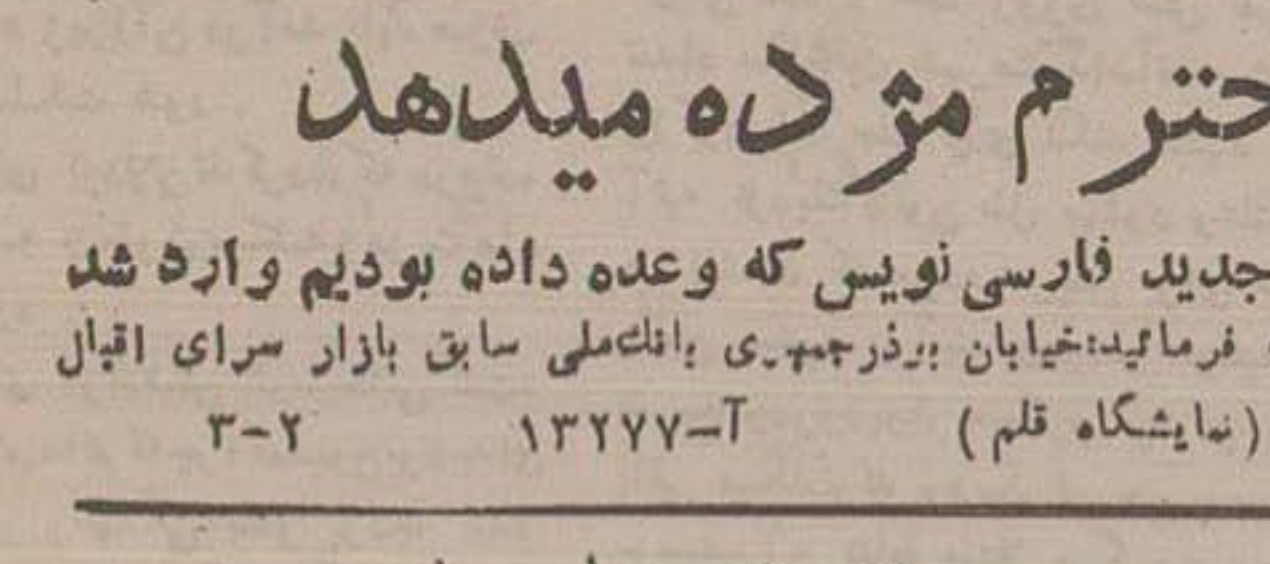 حترم مژده میدهد
جدید فارسی نویس که وعده داده بودیم وارد شد
فرمائید:خیابان بوذرجمهری بانك‌ملی سابق بازار سرای اقبال
(نمایشگاه قلم) آ-۱۳۲۷۷ ۲-۳